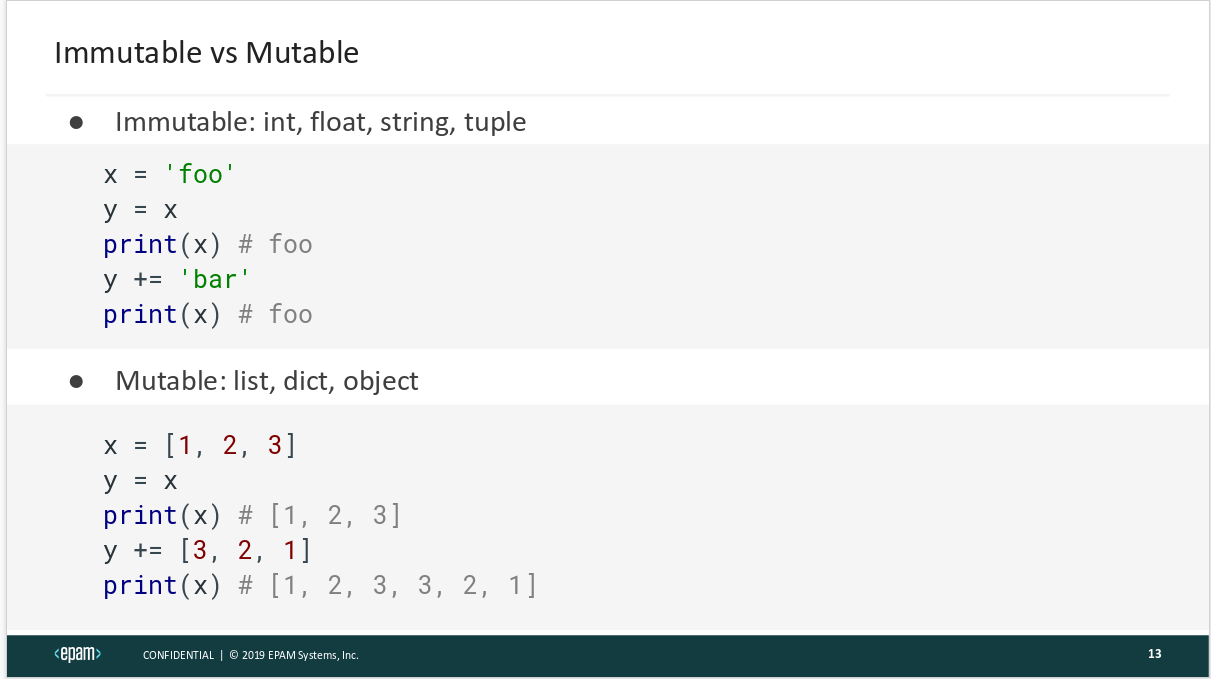 Immutable vs Mutable
● Immutable: int, float, string, tuple
x = 'foo'
y = x
print(x) # foo
y += 'bar'
print(x) # foo
● Mutable: list, dict, object
x = [1, 2, 3]
y = x
print(x) # [1, 2, 3]
y += [3, 2, 1]
print(x) # [1, 2, 3, 3, 2, 1]
<epam> CONFIDENTIAL | © 2019 EPAM Systems, Inc. 13